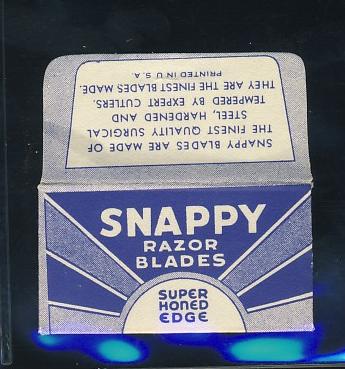 SNAPPY BLADES ARE MADE OF
THE FINEST QUALITY SURGICAL
STEEL, HARDENED AND
TEMPERED BY EXPERT CUTLERS.
THEY ARE THE FINEST BLADES MADE.
PRINTED IN U.S.A.
SNAPPY
RAZOR
BLADES
SUPER
HONED
EDGE